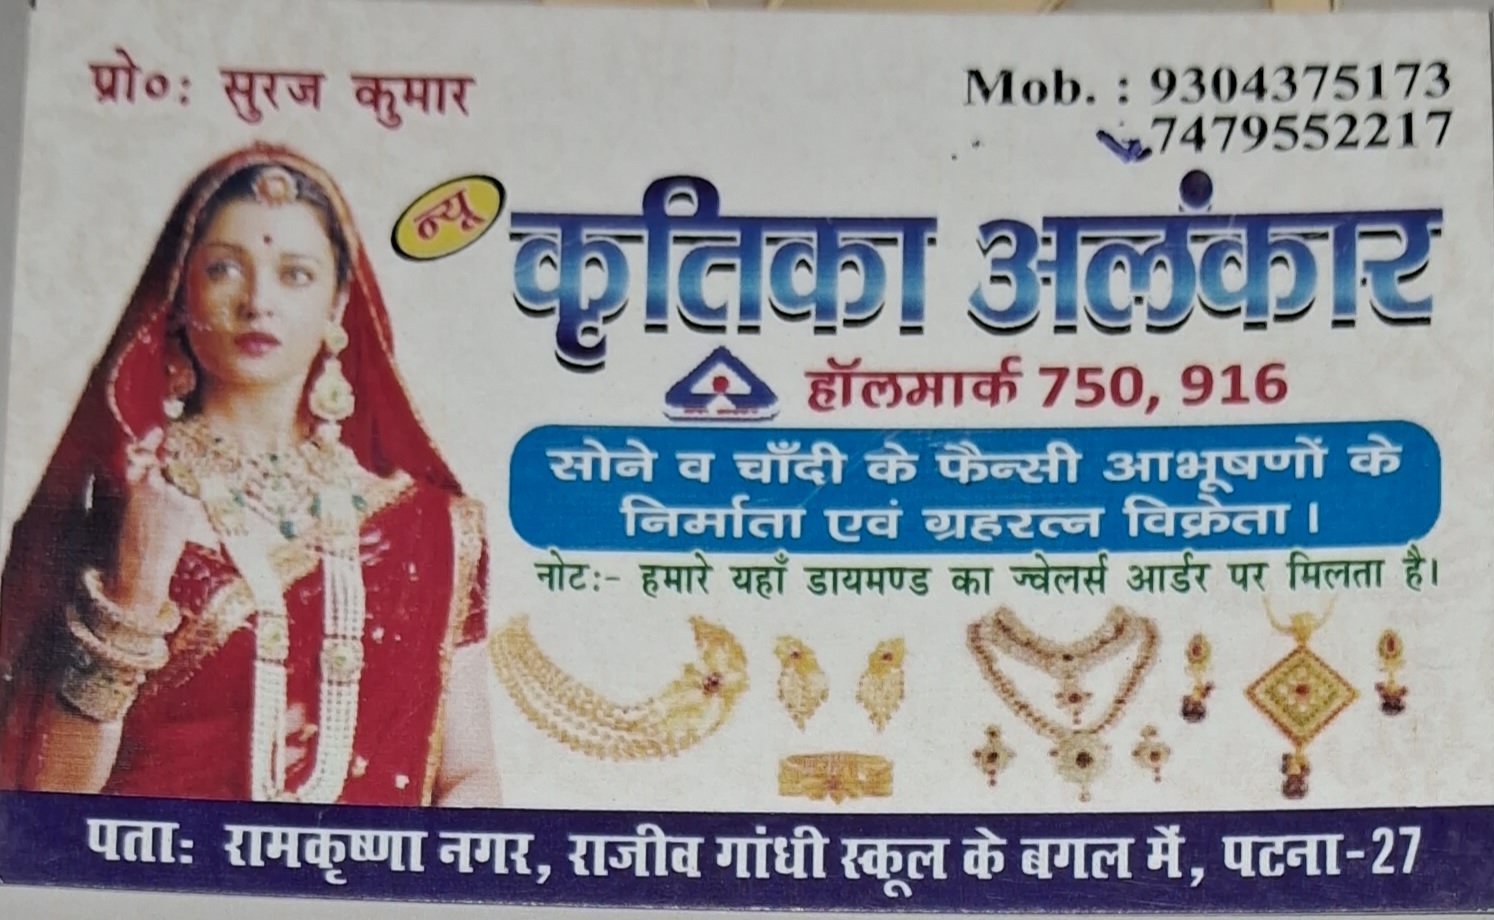 प्रो०: सुरज कुमार
Mob. : 9304375173
7479552217
न्यू
कृतिका अलंकार
हॉलमार्क 750, 916
सोने व चाँदी के फैन्सी आभूषणों के
निर्माता एवं ग्रहरत्न विक्रेता।
नोट:- हमारे यहाँ डायमण्ड का ज्वेलर्स आर्डर पर मिलता है।
पता: रामकृष्णा नगर, राजीव गांधी स्कूल के बगल में, पटना-27